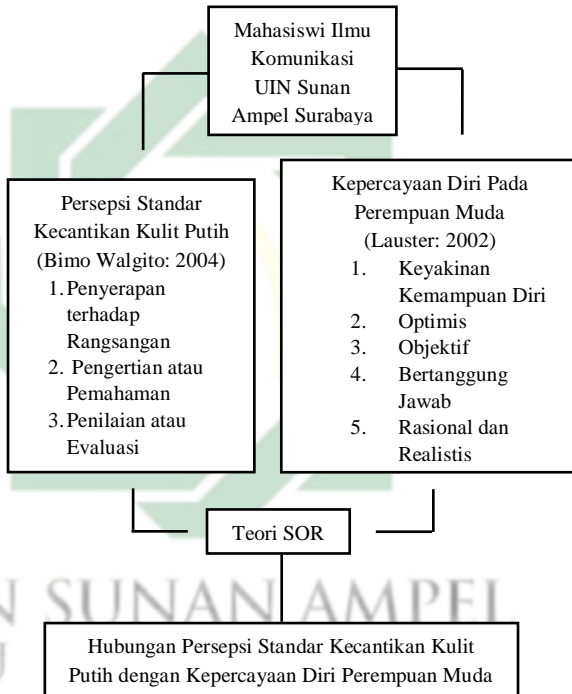 Mahasiswi Ilmu
Komunikasi
UIN Sunan
Ampel Surabaya
Persepsi Standar
Kecantikan Kulit Putih
(Bimo Walgito: 2004)
1. Penyerapan
terhadap
Rangsangan
2. Pengertian atau
Pemahaman
3. Penilaian atau
Evaluasi
Kepercayaan Diri Pada
Perempuan Muda
(Lauster: 2002)
1. Keyakinan
Kemampuan Diri
2. Optimis
3. Objektif
4. Bertanggung
Jawab
5. Rasional dan
Realistis
Teori SOR
N SUNAN AMPEL
Hubungan Persepsi Standar Kecantikan Kulit
Putih dengan Kepercayaan Diri Perempuan Muda